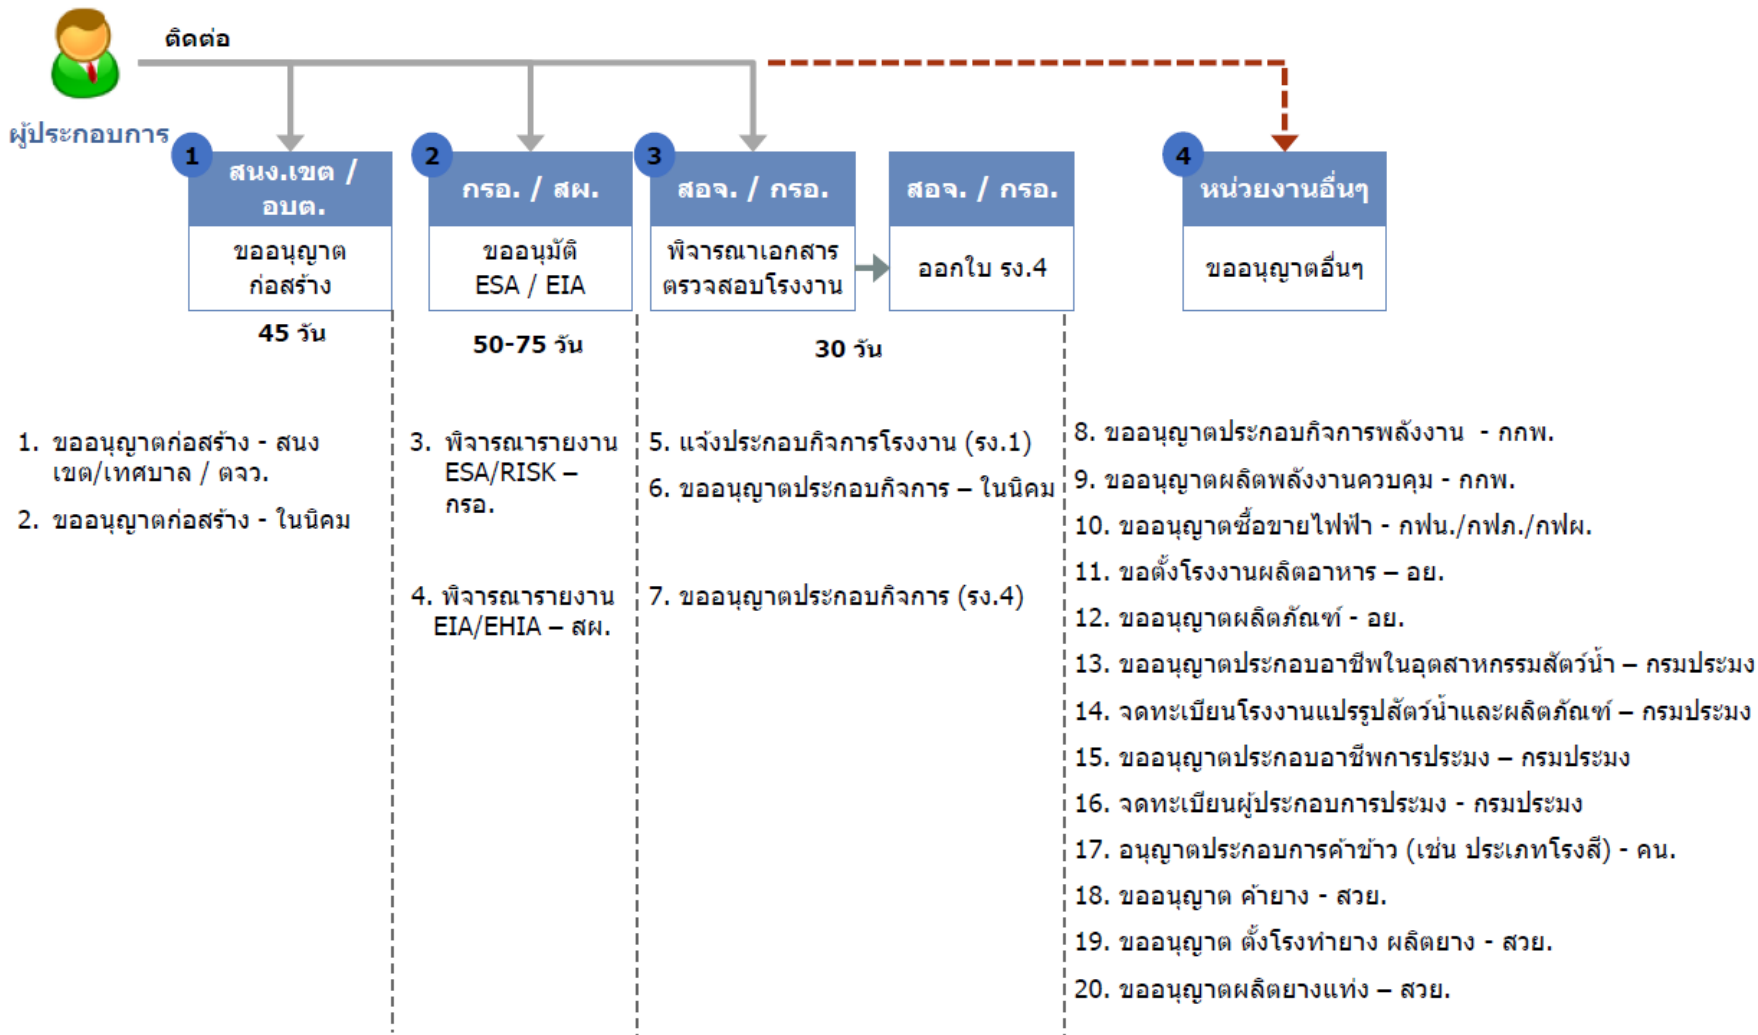 ติดต่อ
ผู้ประกอบการ
1
สนง.เขต /
อบต.
ขออนุญาต
ก่อสร้าง
45 วัน
2
กรอ. / สผ.
ขออนุมัติ
ESA / EIA
50-75 วัน
3
สอจ. / กรอ.
พิจารณาเอกสาร
ตรวจสอบโรงงาน
สอจ. / กรอ.
ออกใบ รง.4
30 วัน
4
หน่วยงานอื่นๆ
ขออนุญาตอื่นๆ
1. ขออนุญาตก่อสร้าง - สนง
เขต/เทศบาล / ตจว.
2. ขออนุญาตก่อสร้าง - ในนิคม
3. พิจารณารายงาน
ESA/RISK –
กรอ.
4. พิจารณารายงาน
EIA/EHIA – สผ.
5. แจ้งประกอบกิจการโรงงาน (รง.1)
6. ขออนุญาตประกอบกิจการ – ในนิคม
7. ขออนุญาตประกอบกิจการ (รง.4)
8. ขออนุญาตประกอบกิจการพลังงาน - กกพ.
9. ขออนุญาตผลิตพลังงานควบคุม - กกพ.
10. ขออนุญาตซื้อขายไฟฟ้า - กฟน./กฟภ./กฟผ.
11. ขอตั้งโรงงานผลิตอาหาร – อย.
12. ขออนุญาตผลิตภัณฑ์ - อย.
13. ขออนุญาตประกอบอาชีพในอุตสาหกรรมสัตว์น้ำ – กรมประมง
14. จดทะเบียนโรงงานแปรรูปสัตว์น้ำและผลิตภัณฑ์ – กรมประมง
15. ขออนุญาตประกอบอาชีพการประมง – กรมประมง
16. จดทะเบียนผู้ประกอบการประมง - กรมประมง
17. อนุญาตประกอบการค้าข้าว (เช่น ประเภทโรงสี) - คน.
18. ขออนุญาต ค้ายาง - สวย.
19. ขออนุญาต ตั้งโรงทำยาง ผลิตยาง - สวย.
20. ขออนุญาตผลิตยางแท่ง – สวย.